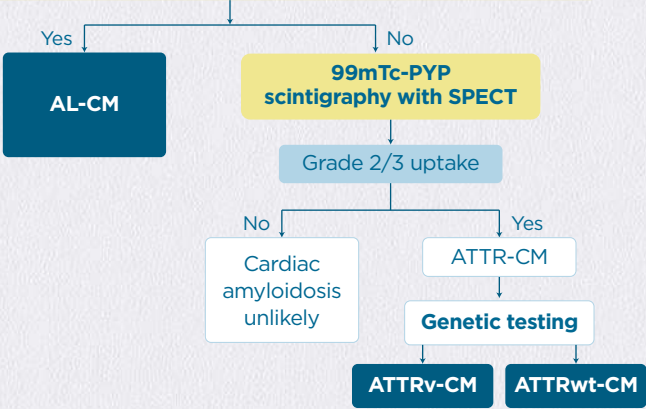 Yes
No
AL-CM
99mTc-PYP
scintigraphy with SPECT
Grade 2/3 uptake
No
Yes
Cardiac
amyloidosis
unlikely
ATTR-CM
Genetic testing
ATTRv-CM
ATTRwt-CM